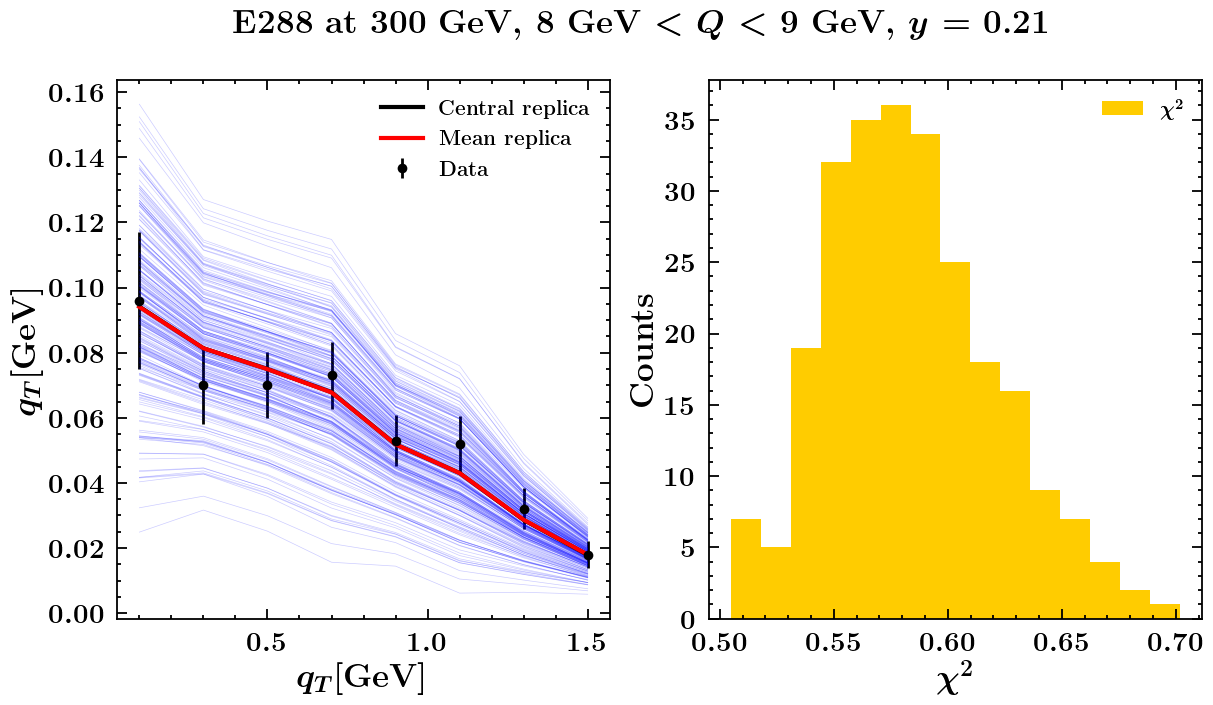 E288 at 300 GeV, 8 GeV < Q < 9 GeV, y = 0.21
0.16
0.14
0.12
0.10
0.08
0.06
0.04
0.02
0.00
q_T[GeV]
Central replica
Mean replica
Data
0.5 1.0 1.5
q_T[GeV]
35
30
25
20
15
10
5
0
Counts
χ²
0.50 0.55 0.60 0.65 0.70
χ²